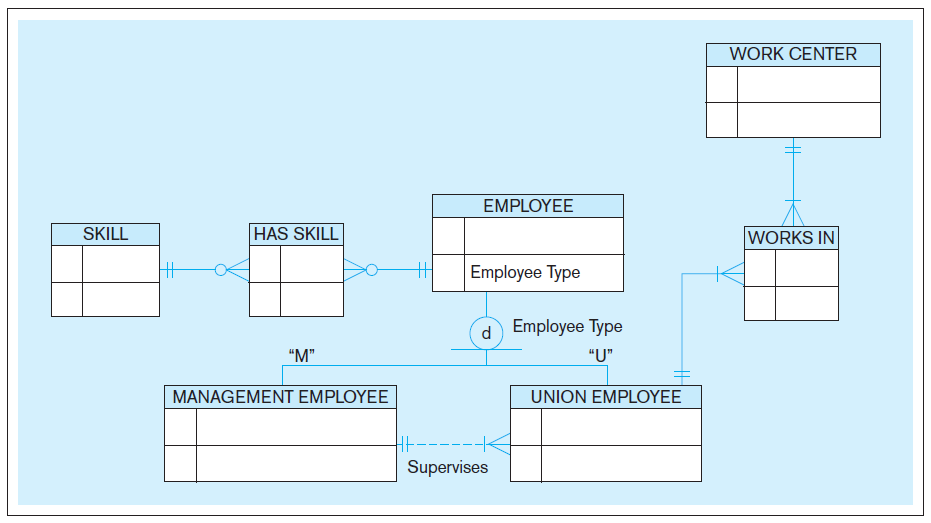 WORK CENTER
EMPLOYEE
SKILL
HAS SKILL
WORKS IN
Employee Type
d
Employee Type
“M”
“U”
MANAGEMENT EMPLOYEE
UNION EMPLOYEE
Supervises